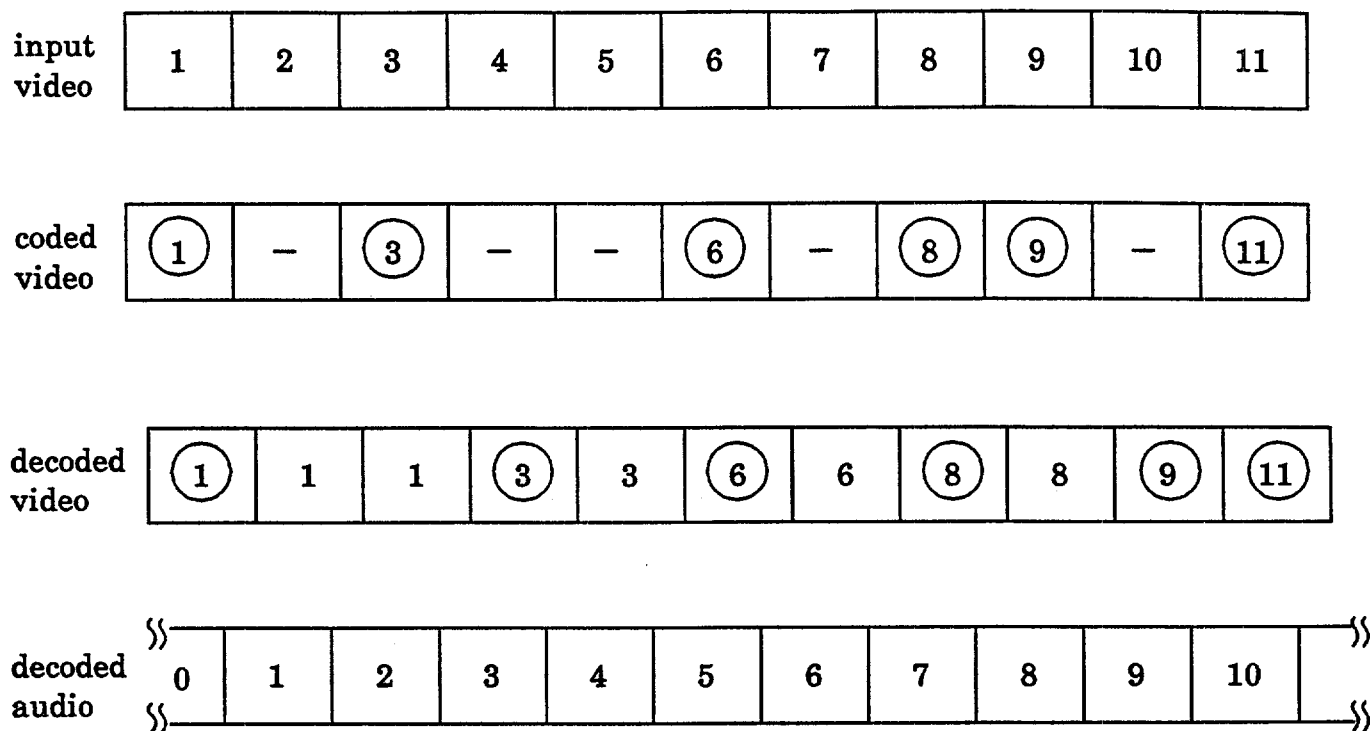 input video 1 2 3 4 5 6 7 8 9 10 11
coded video 1 – 3 – – 6 – 8 9 – 11
decoded video 1 1 1 3 3 6 6 8 8 9 11
decoded audio 0 1 2 3 4 5 6 7 8 9 10